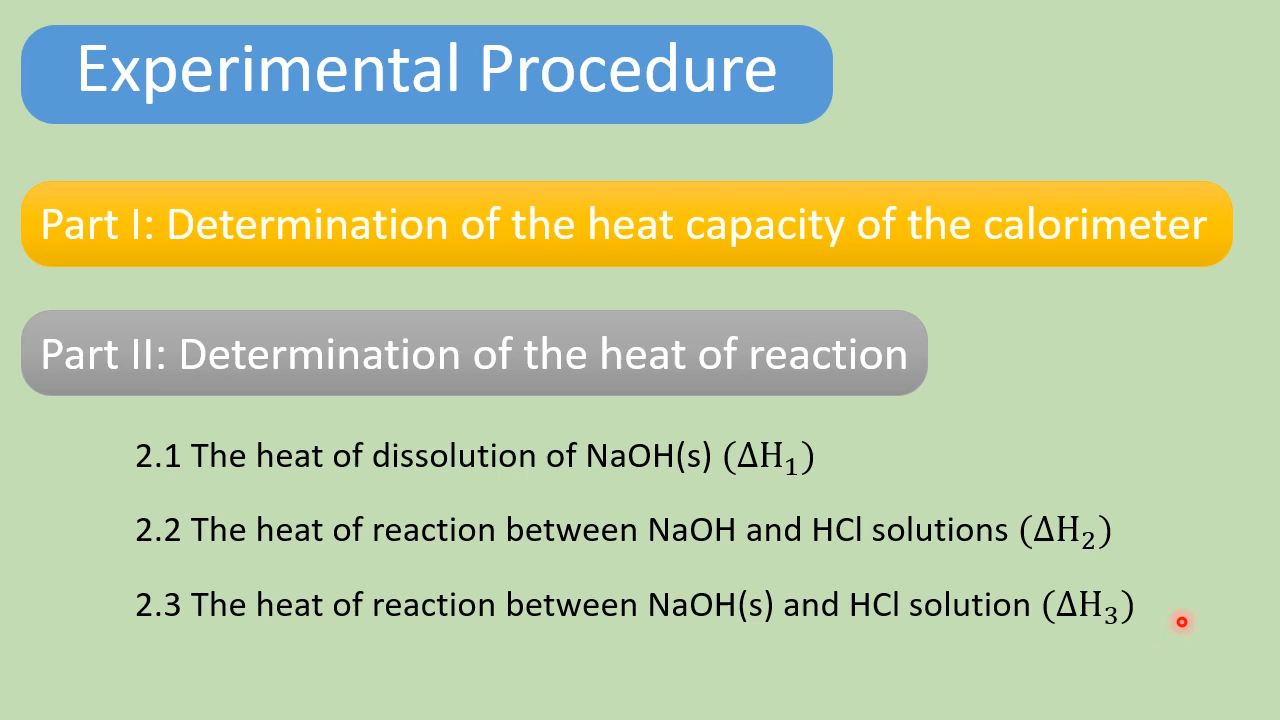 Experimental Procedure
Part I: Determination of the heat capacity of the calorimeter
Part II: Determination of the heat of reaction
2.1 The heat of dissolution of NaOH(s) (ΔH₁)
2.2 The heat of reaction between NaOH and HCl solutions (ΔH₂)
2.3 The heat of reaction between NaOH(s) and HCl solution (ΔH₃)